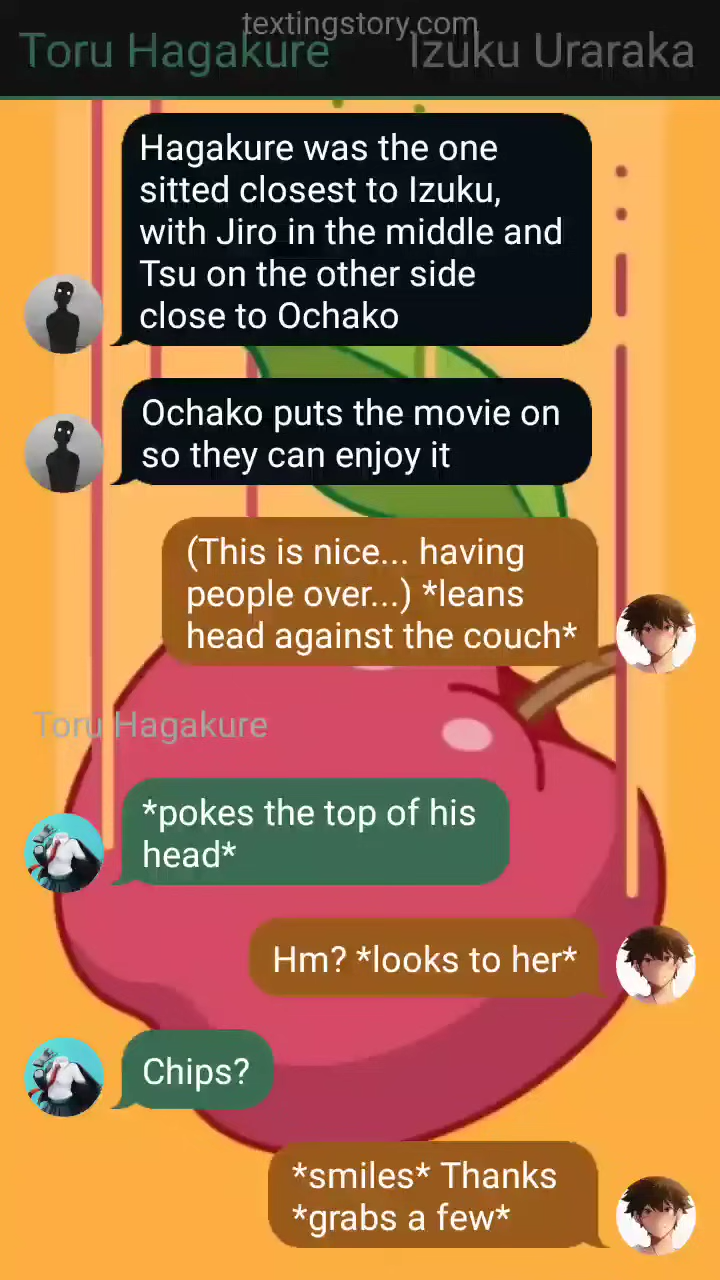 textingstory.com
Toru Hagakure Izuku Uraraka
Hagakure was the one
sitted closest to Izuku,
with Jiro in the middle and
Tsu on the other side
close to Ochako
Ochako puts the movie on
so they can enjoy it
(This is nice... having
people over...) *leans
head against the couch*
Toru Hagakure
*pokes the top of his
head*
Hm? *looks to her*
Chips?
*smiles* Thanks
*grabs a few*